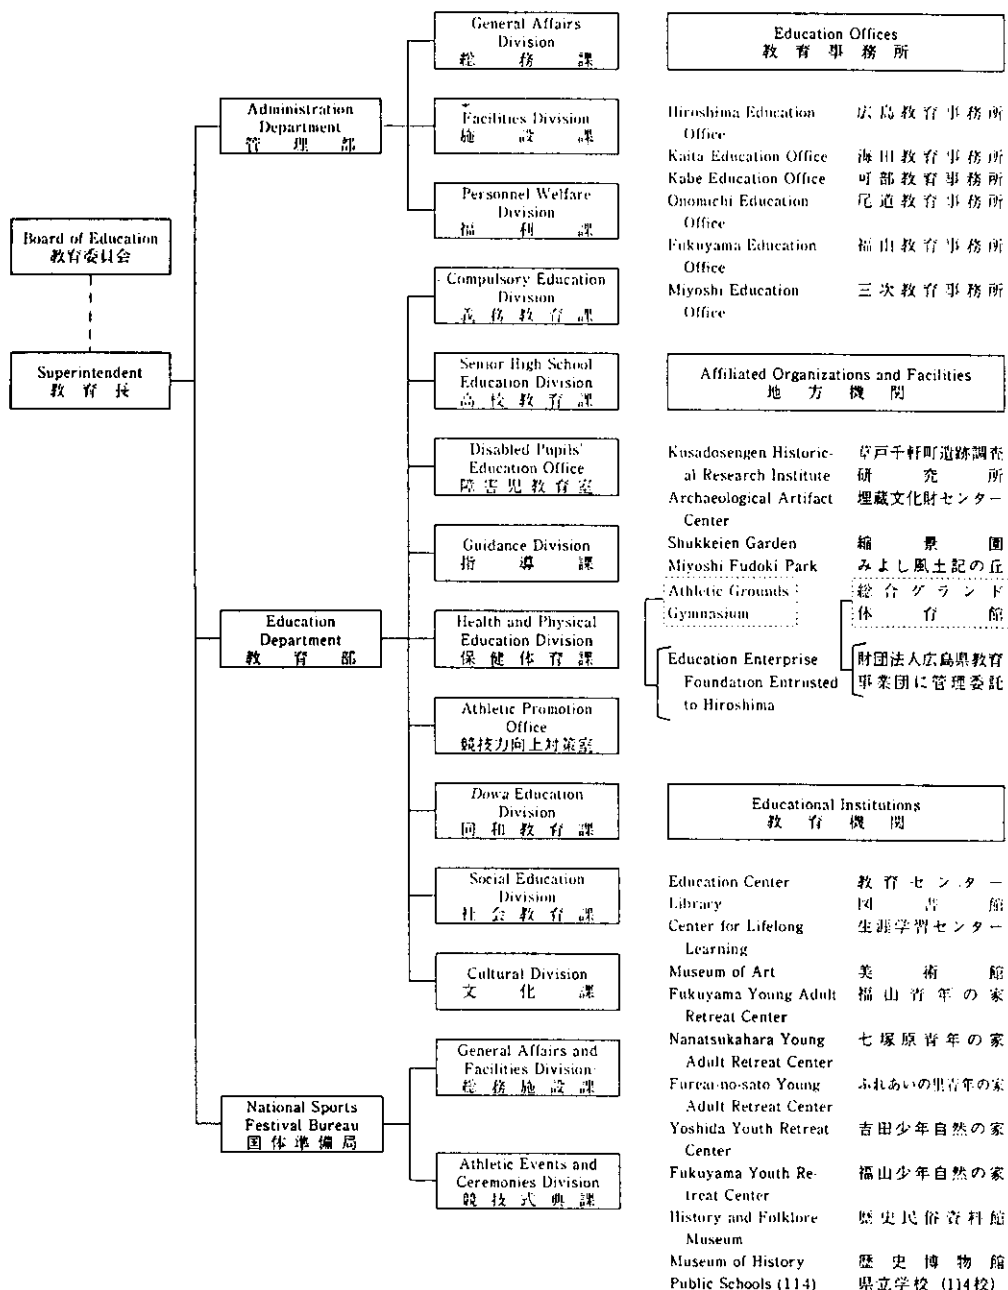 Board of Education
教育委員会
Superintendent
教育長
Administration
Department
管理部
Education
Department
教育部
National Sports
Festival Bureau
国体準備局
General Affairs
Division
総務課
Facilities Division
施設課
Personnel Welfare
Division
福利課
Compulsory Education
Division
義務教育課
Senior High School
Education Division
高校教育課
Disabled Pupils'
Education Office
障害児教育室
Guidance Division
指導課
Health and Physical
Education Division
保健体育課
Athletic Promotion
Office
競技力向上対策室
Dowa Education
Division
同和教育課
Social Education
Division
社会教育課
Cultural Division
文化課
General Affairs and
Facilities Division
総務施設課
Athletic Events and
Ceremonies Division
競技式典課
Education Offices
教育事務所
Hiroshima Education 広島教育事務所
Office
Kaita Education Office 海田教育事務所
Kabe Education Office 可部教育事務所
Onomichi Education 尾道教育事務所
Office
Fukuyama Education 福山教育事務所
Office
Miyoshi Education 三次教育事務所
Office
Affiliated Organizations and Facilities
地方機関
Kusadosengen Historic- 草戸千軒町遺跡調査
al Research Institute 研究所
Archaeological Artifact 埋蔵文化財センター
Center
Shukkeien Garden 縮景園
Miyoshi Fudoki Park みよし風土記の丘
Athletic Grounds 総合グランド
Gymnasium 体育館
Education Enterprise 財団法人広島県教育
Foundation Entrusted 事業団に管理委託
to Hiroshima
Educational Institutions
教育機関
Education Center 教育センター
Library 図書館
Center for Lifelong 生涯学習センター
Learning
Museum of Art 美術館
Fukuyama Young Adult 福山青年の家
Retreat Center
Nanatsukahara Young 七塚原青年の家
Adult Retreat Center
Fureai-no-sato Young ふれあいの里青年の家
Adult Retreat Center
Yoshida Youth Retreat 吉田少年自然の家
Center
Fukuyama Youth Re- 福山少年自然の家
treat Center
History and Folklore 歴史民俗資料館
Museum
Museum of History 歴史博物館
Public Schools (114) 県立学校 (114校)